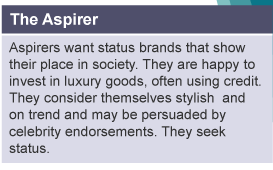 The Aspirer
Aspirers want status brands that show
their place in society. They are happy to
invest in luxury goods, often using credit.
They consider themselves stylish and
on trend and may be persuaded by
celebrity endorsements. They seek
status.